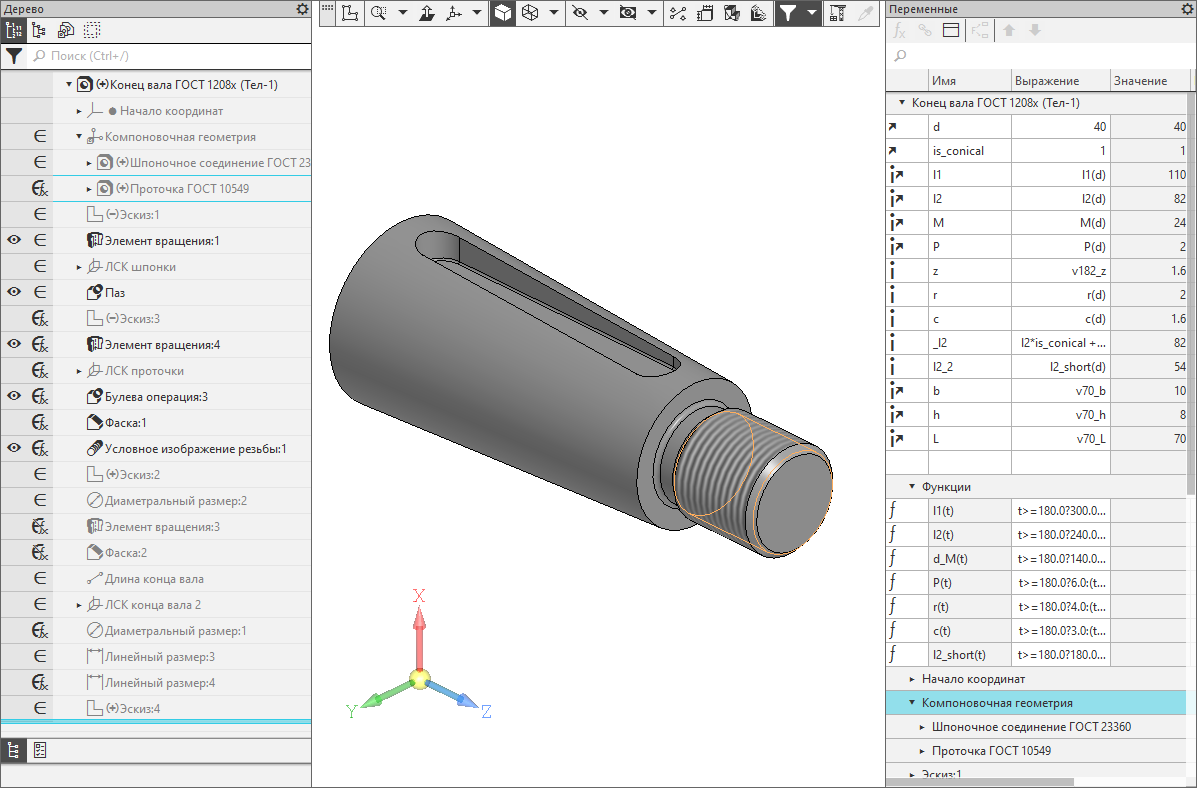 Дерево
Поиск (Ctrl+/)
(+)Конец вала ГОСТ 1208x (Тел-1)
Начало координат
Компоновочная геометрия
(+)Шпоночное соединение ГОСТ 23
(+)Проточка ГОСТ 10549
(−)Эскиз:1
Элемент вращения:1
ЛСК шпонки
Паз
(−)Эскиз:3
Элемент вращения:4
ЛСК проточки
Булева операция:3
Фаска:1
Условное изображение резьбы:1
(+)Эскиз:2
Диаметральный размер:2
Элемент вращения:3
Фаска:2
Длина конца вала
ЛСК конца вала 2
Диаметральный размер:1
Линейный размер:3
Линейный размер:4
(+)Эскиз:4
X
Y
Z
Переменные
Имя Выражение Значение
Конец вала ГОСТ 1208x (Тел-1)
d 40 40
is_conical 1 1
l1 l1(d) 110
l2 l2(d) 82
M M(d) 24
P P(d) 2
z v182_z 1.6
r r(d) 2
c c(d) 1.6
_l2 l2*is_conical +... 82
l2_2 l2_short(d) 54
b v70_b 10
h v70_h 8
L v70_L 70
Функции
l1(t) t>=180.0?300.0...
l2(t) t>=180.0?240.0...
d_M(t) t>=180.0?140.0...
P(t) t>=180.0?6.0:(t...
r(t) t>=180.0?4.0:(t...
c(t) t>=180.0?3.0:(t...
l2_short(t) t>=180.0?180.0...
Начало координат
Компоновочная геометрия
Шпоночное соединение ГОСТ 23360
Проточка ГОСТ 10549
Эскиз:1